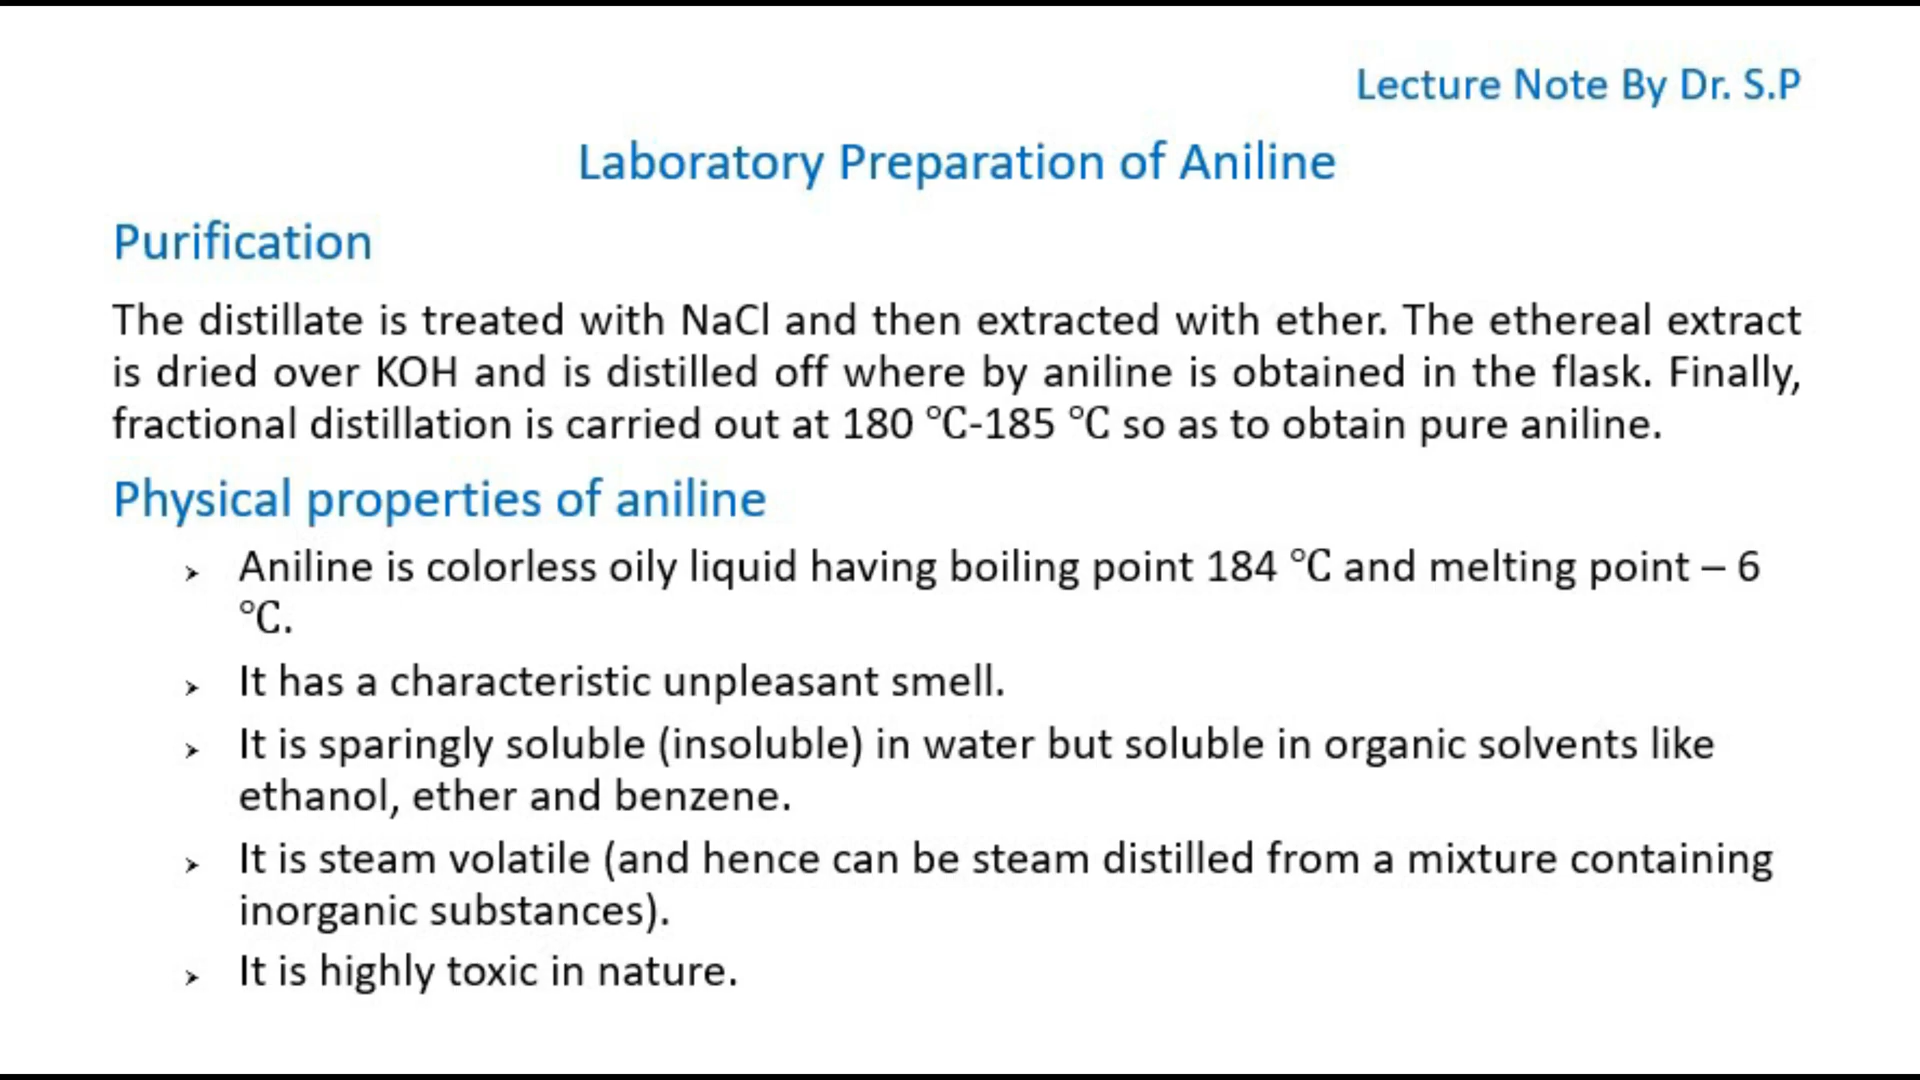 Lecture Note By Dr. S.P
Laboratory Preparation of Aniline
Purification
The distillate is treated with NaCl and then extracted with ether. The ethereal extract
is dried over KOH and is distilled off where by aniline is obtained in the flask. Finally,
fractional distillation is carried out at 180 °C-185 °C so as to obtain pure aniline.
Physical properties of aniline
➢ Aniline is colorless oily liquid having boiling point 184 °C and melting point – 6
°C.
➢ It has a characteristic unpleasant smell.
➢ It is sparingly soluble (insoluble) in water but soluble in organic solvents like
ethanol, ether and benzene.
➢ It is steam volatile (and hence can be steam distilled from a mixture containing
inorganic substances).
➢ It is highly toxic in nature.